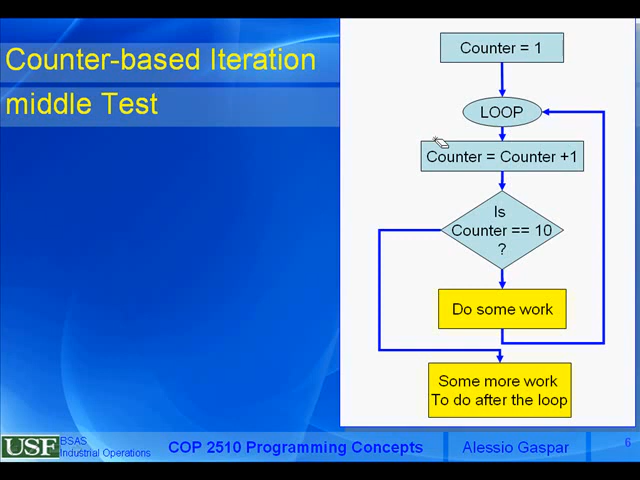 Counter-based Iteration
middle Test
Counter = 1
LOOP
Counter = Counter +1
Is
Counter == 10
?
Do some work
Some more work
To do after the loop
USF
BSAS
Industrial Operations
COP 2510 Programming Concepts
Alessio Gaspar
6